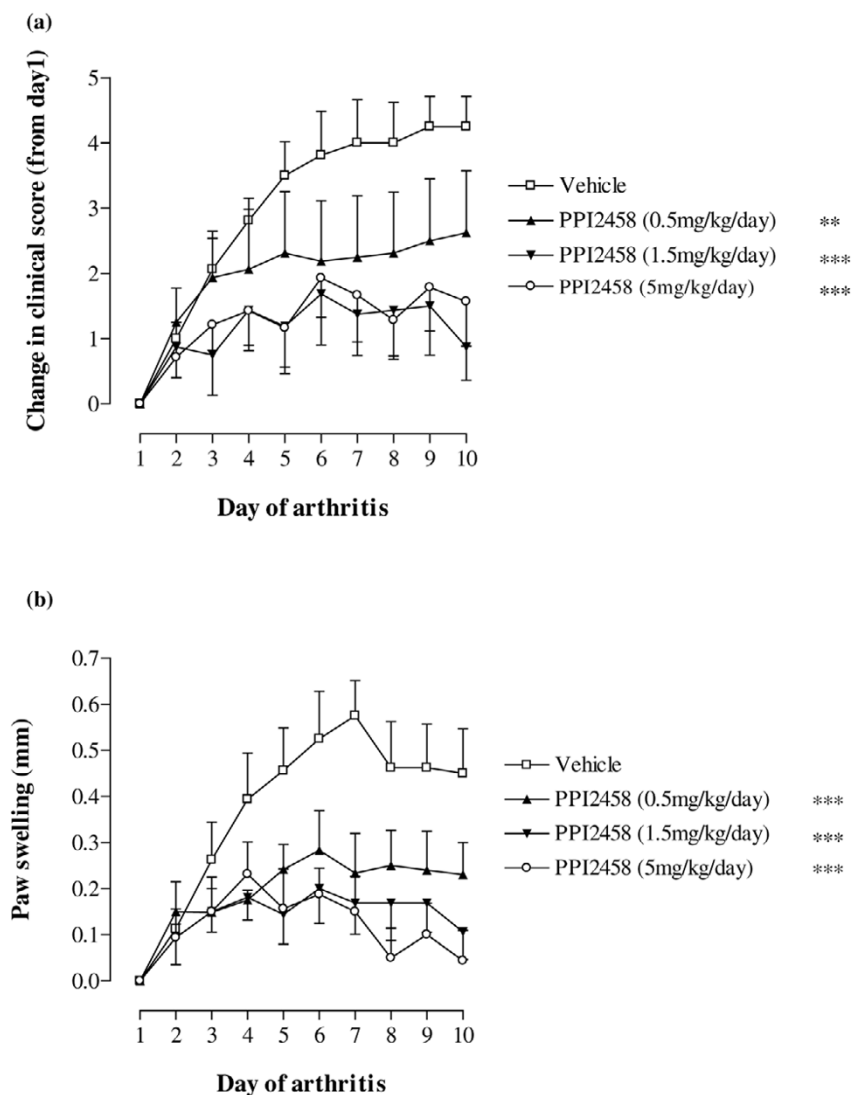 (a)
Change in clinical score (from day1)
5
4
3
2
1
0
1 2 3 4 5 6 7 8 9 10
Day of arthritis
Vehicle
PPI2458 (0.5mg/kg/day) **
PPI2458 (1.5mg/kg/day) ***
PPI2458 (5mg/kg/day) ***
(b)
Paw swelling (mm)
0.7
0.6
0.5
0.4
0.3
0.2
0.1
0.0
1 2 3 4 5 6 7 8 9 10
Day of arthritis
Vehicle
PPI2458 (0.5mg/kg/day) ***
PPI2458 (1.5mg/kg/day) ***
PPI2458 (5mg/kg/day) ***